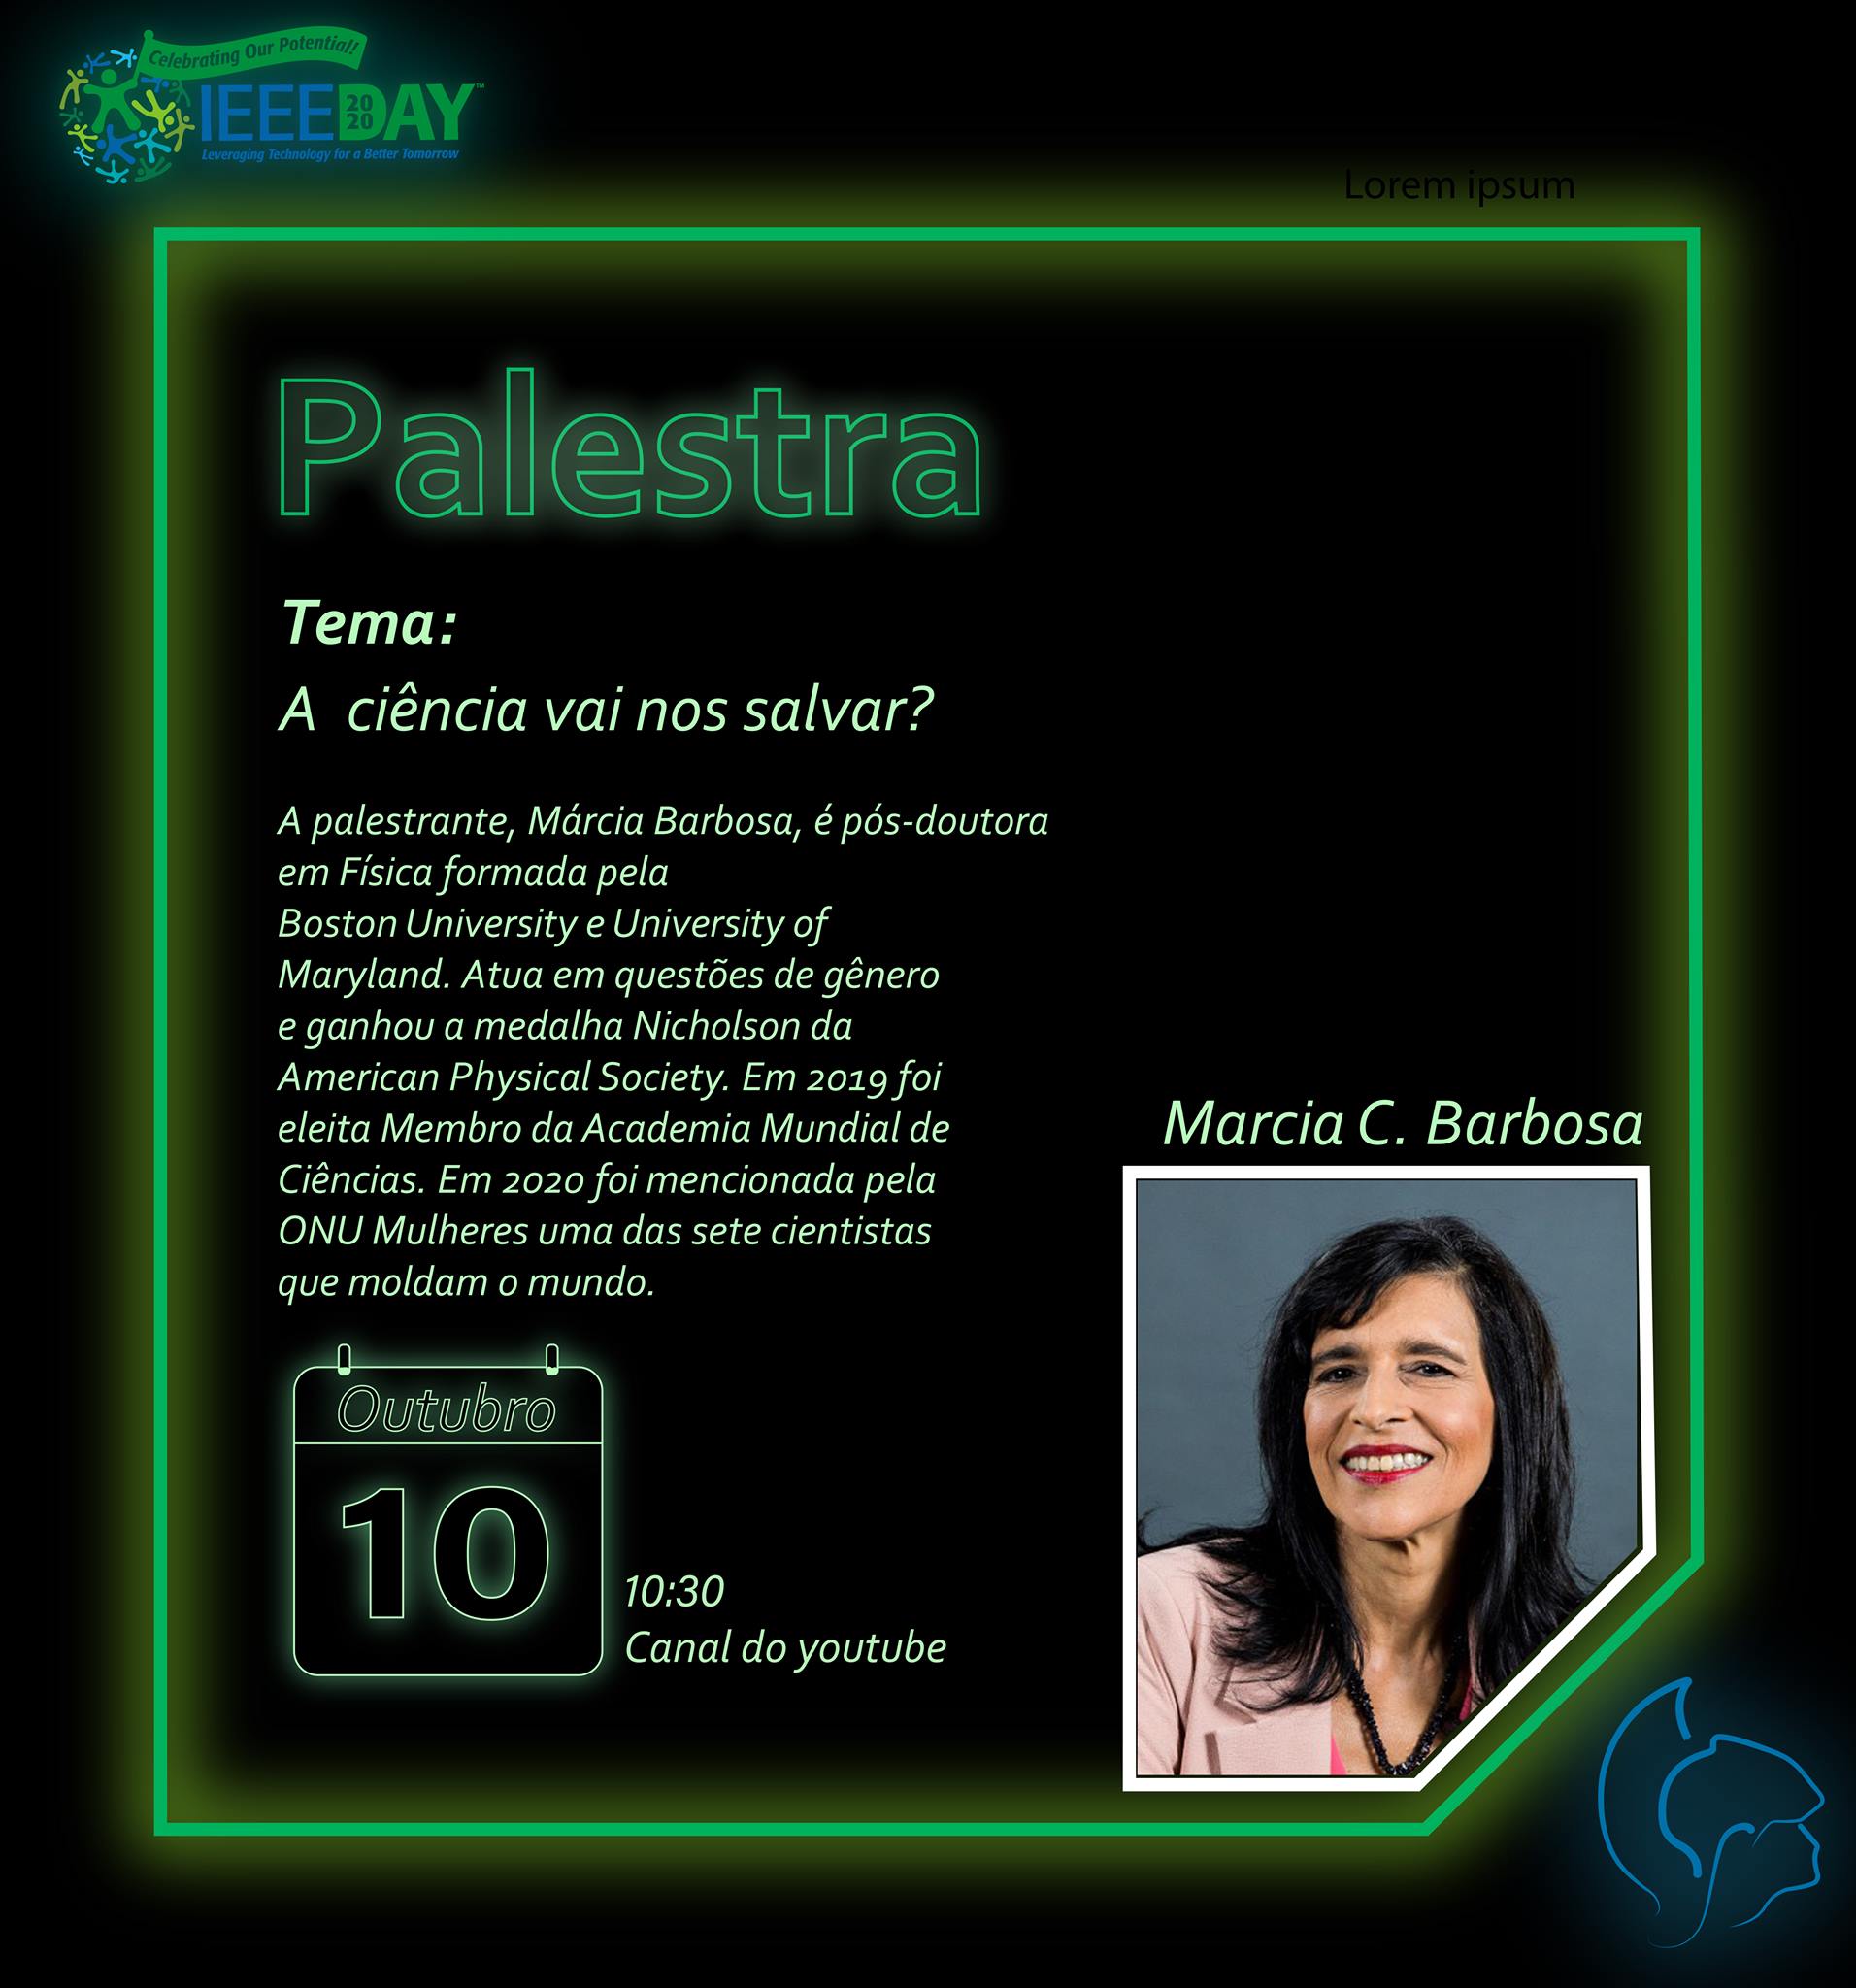 Celebrating Our Potential!
IEEE 2020 DAY™
Leveraging Technology for a Better Tomorrow
Lorem ipsum
Palestra
Tema:
A ciência vai nos salvar?
A palestrante, Márcia Barbosa, é pós-doutora
em Física formada pela
Boston University e University of
Maryland. Atua em questões de gênero
e ganhou a medalha Nicholson da
American Physical Society. Em 2019 foi
eleita Membro da Academia Mundial de
Ciências. Em 2020 foi mencionada pela
ONU Mulheres uma das sete cientistas
que moldam o mundo.
Marcia C. Barbosa
Outubro
10
10:30
Canal do youtube